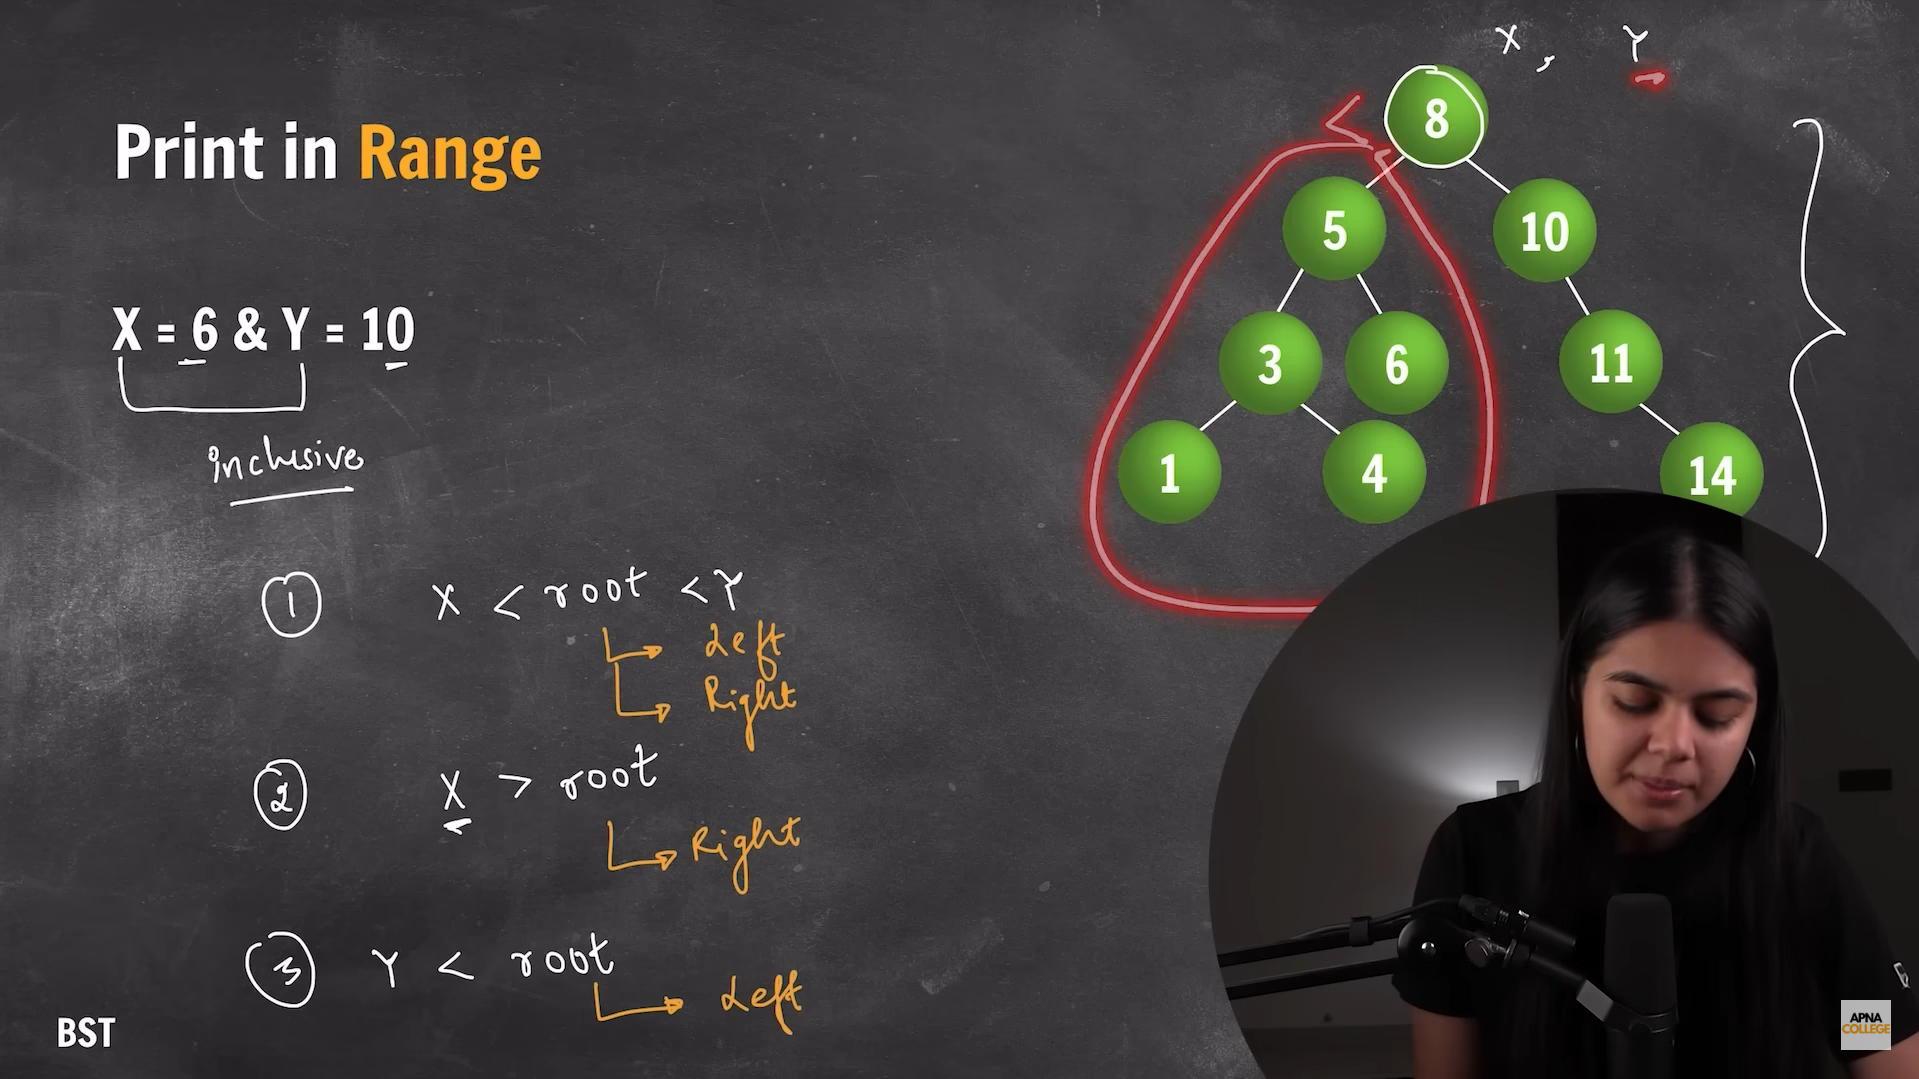 Print in Range
X = 6 & Y = 10
inclusive
① X < root < Y
Left
Right
② X > root
Right
③ Y < root
Left
BST
X, Y
8
5 10
3 6 11
1 4 14
APNA
COLLEGE